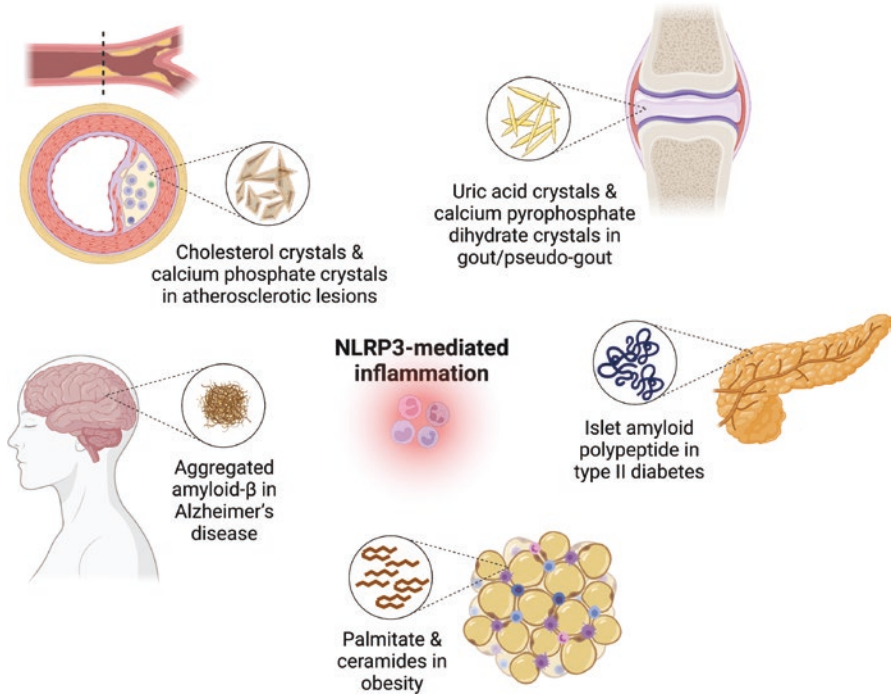 Cholesterol crystals &
calcium phosphate crystals
in atherosclerotic lesions
Uric acid crystals &
calcium pyrophosphate
dihydrate crystals in
gout/pseudo-gout
NLRP3-mediated
inflammation
Aggregated
amyloid-β in
Alzheimer's
disease
Islet amyloid
polypeptide in
type II diabetes
Palmitate &
ceramides in
obesity